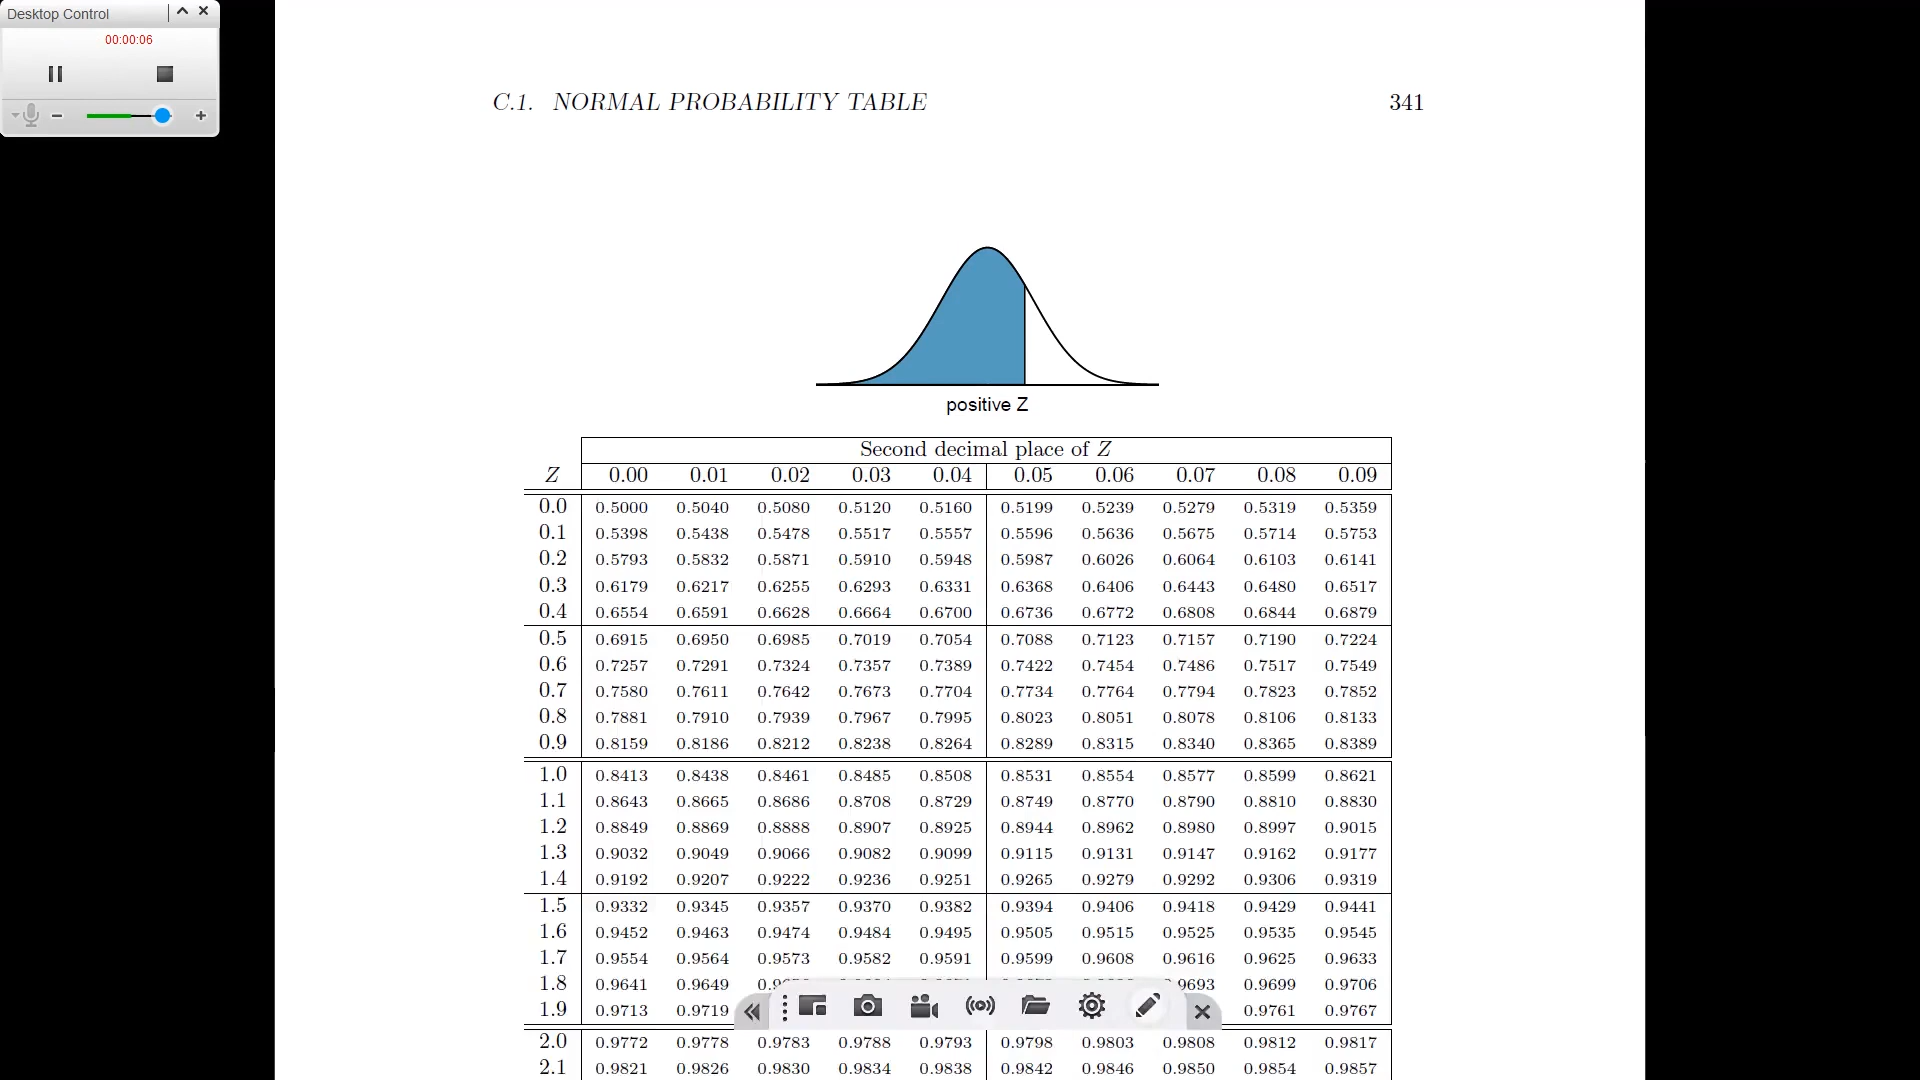 Desktop Control
00:00:06
C.1. NORMAL PROBABILITY TABLE 341
positive Z
Second decimal place of Z
Z 0.00 0.01 0.02 0.03 0.04 0.05 0.06 0.07 0.08 0.09
0.0 0.5000 0.5040 0.5080 0.5120 0.5160 0.5199 0.5239 0.5279 0.5319 0.5359
0.1 0.5398 0.5438 0.5478 0.5517 0.5557 0.5596 0.5636 0.5675 0.5714 0.5753
0.2 0.5793 0.5832 0.5871 0.5910 0.5948 0.5987 0.6026 0.6064 0.6103 0.6141
0.3 0.6179 0.6217 0.6255 0.6293 0.6331 0.6368 0.6406 0.6443 0.6480 0.6517
0.4 0.6554 0.6591 0.6628 0.6664 0.6700 0.6736 0.6772 0.6808 0.6844 0.6879
0.5 0.6915 0.6950 0.6985 0.7019 0.7054 0.7088 0.7123 0.7157 0.7190 0.7224
0.6 0.7257 0.7291 0.7324 0.7357 0.7389 0.7422 0.7454 0.7486 0.7517 0.7549
0.7 0.7580 0.7611 0.7642 0.7673 0.7704 0.7734 0.7764 0.7794 0.7823 0.7852
0.8 0.7881 0.7910 0.7939 0.7967 0.7995 0.8023 0.8051 0.8078 0.8106 0.8133
0.9 0.8159 0.8186 0.8212 0.8238 0.8264 0.8289 0.8315 0.8340 0.8365 0.8389
1.0 0.8413 0.8438 0.8461 0.8485 0.8508 0.8531 0.8554 0.8577 0.8599 0.8621
1.1 0.8643 0.8665 0.8686 0.8708 0.8729 0.8749 0.8770 0.8790 0.8810 0.8830
1.2 0.8849 0.8869 0.8888 0.8907 0.8925 0.8944 0.8962 0.8980 0.8997 0.9015
1.3 0.9032 0.9049 0.9066 0.9082 0.9099 0.9115 0.9131 0.9147 0.9162 0.9177
1.4 0.9192 0.9207 0.9222 0.9236 0.9251 0.9265 0.9279 0.9292 0.9306 0.9319
1.5 0.9332 0.9345 0.9357 0.9370 0.9382 0.9394 0.9406 0.9418 0.9429 0.9441
1.6 0.9452 0.9463 0.9474 0.9484 0.9495 0.9505 0.9515 0.9525 0.9535 0.9545
1.7 0.9554 0.9564 0.9573 0.9582 0.9591 0.9599 0.9608 0.9616 0.9625 0.9633
1.8 0.9641 0.9649 0.9699 0.9706
1.9 0.9713 0.9719 0.9761 0.9767
2.0 0.9772 0.9778 0.9783 0.9788 0.9793 0.9798 0.9803 0.9808 0.9812 0.9817
2.1 0.9821 0.9826 0.9830 0.9834 0.9838 0.9842 0.9846 0.9850 0.9854 0.9857